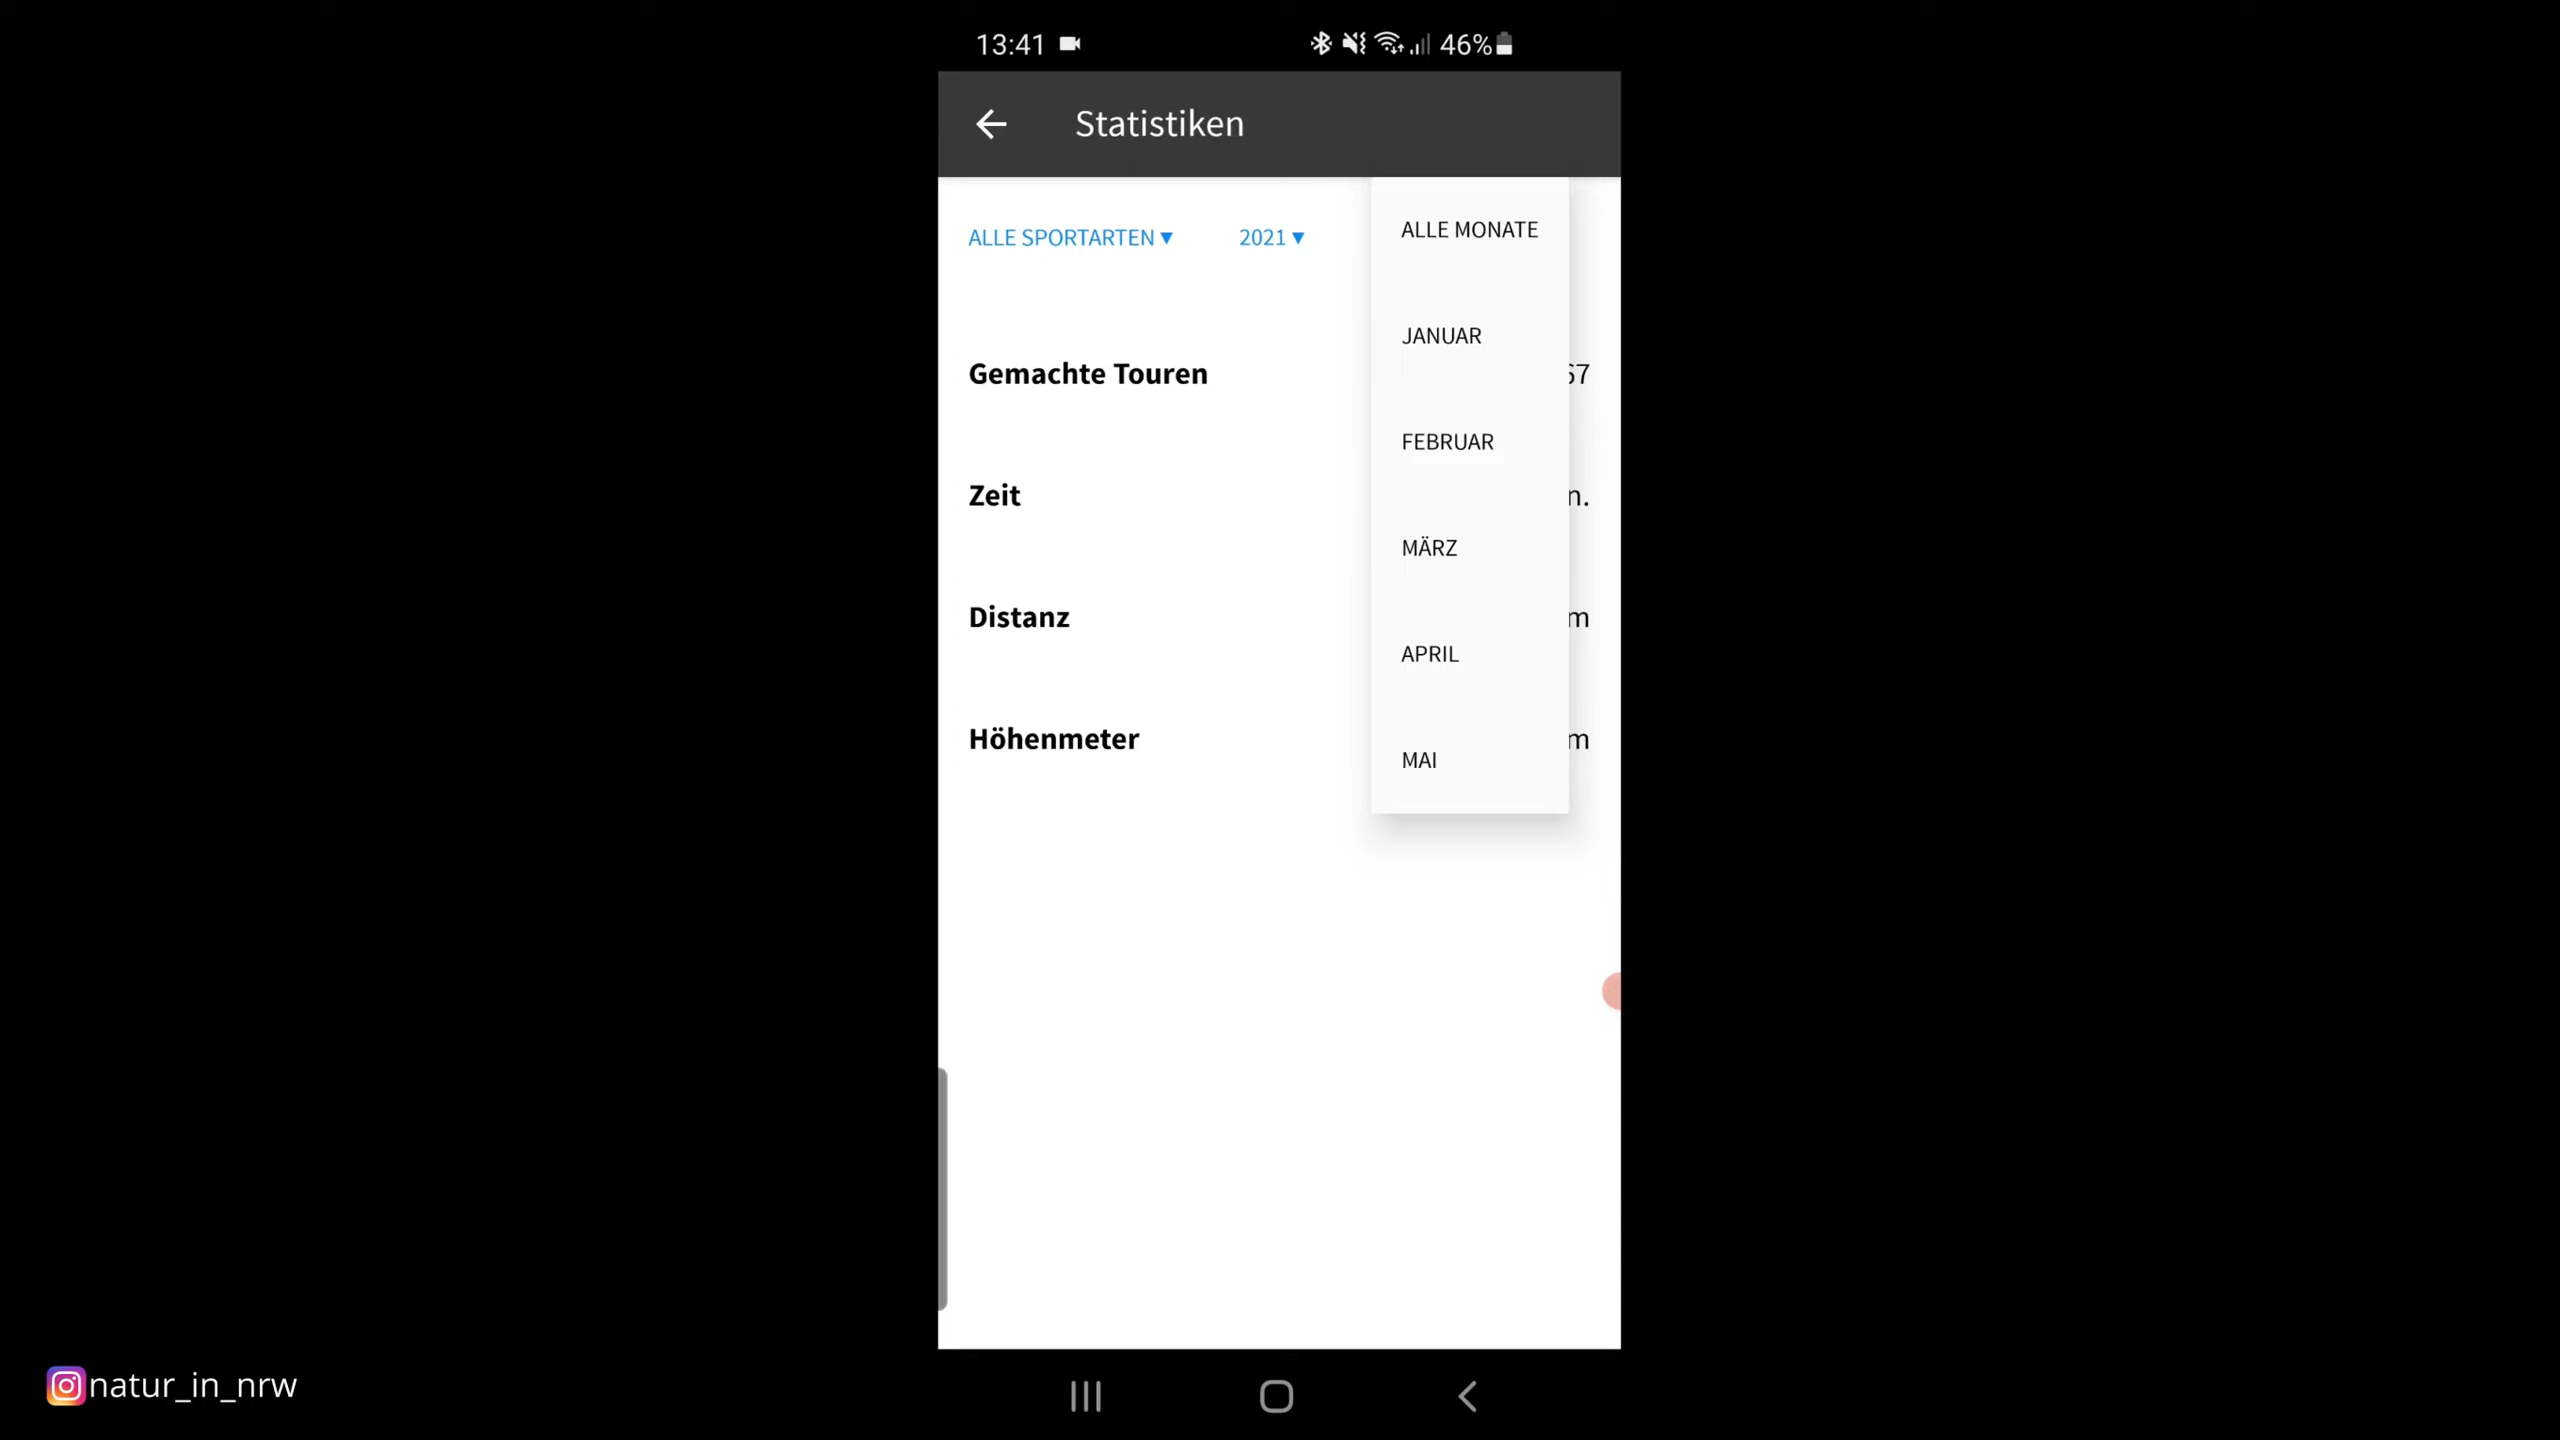 13:41
46%
Statistiken
ALLE SPORTARTEN ▼ 2021 ▼
ALLE MONATE
JANUAR
Gemachte Touren
FEBRUAR
Zeit n.
MÄRZ
Distanz m
APRIL
Höhenmeter m
MAI
natur_in_nrw